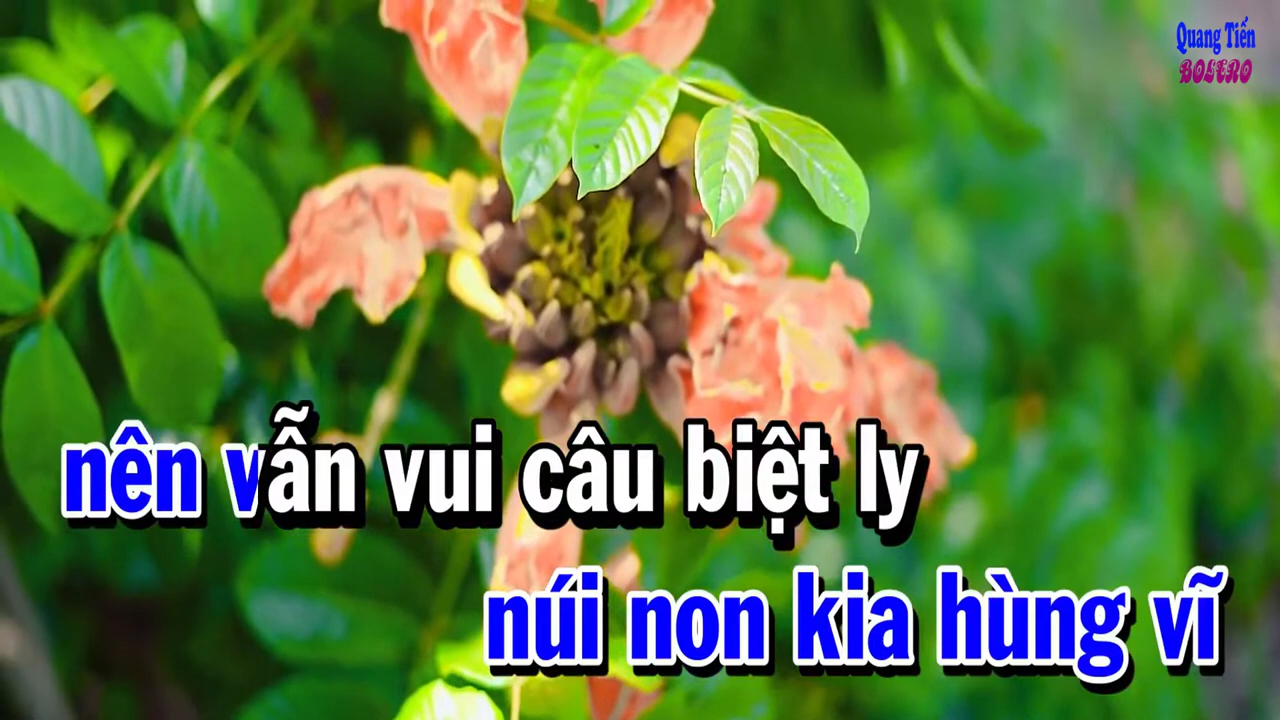 Quang Tiến
BOLERO
nên vẫn vui câu biệt ly
núi non kia hùng vĩ